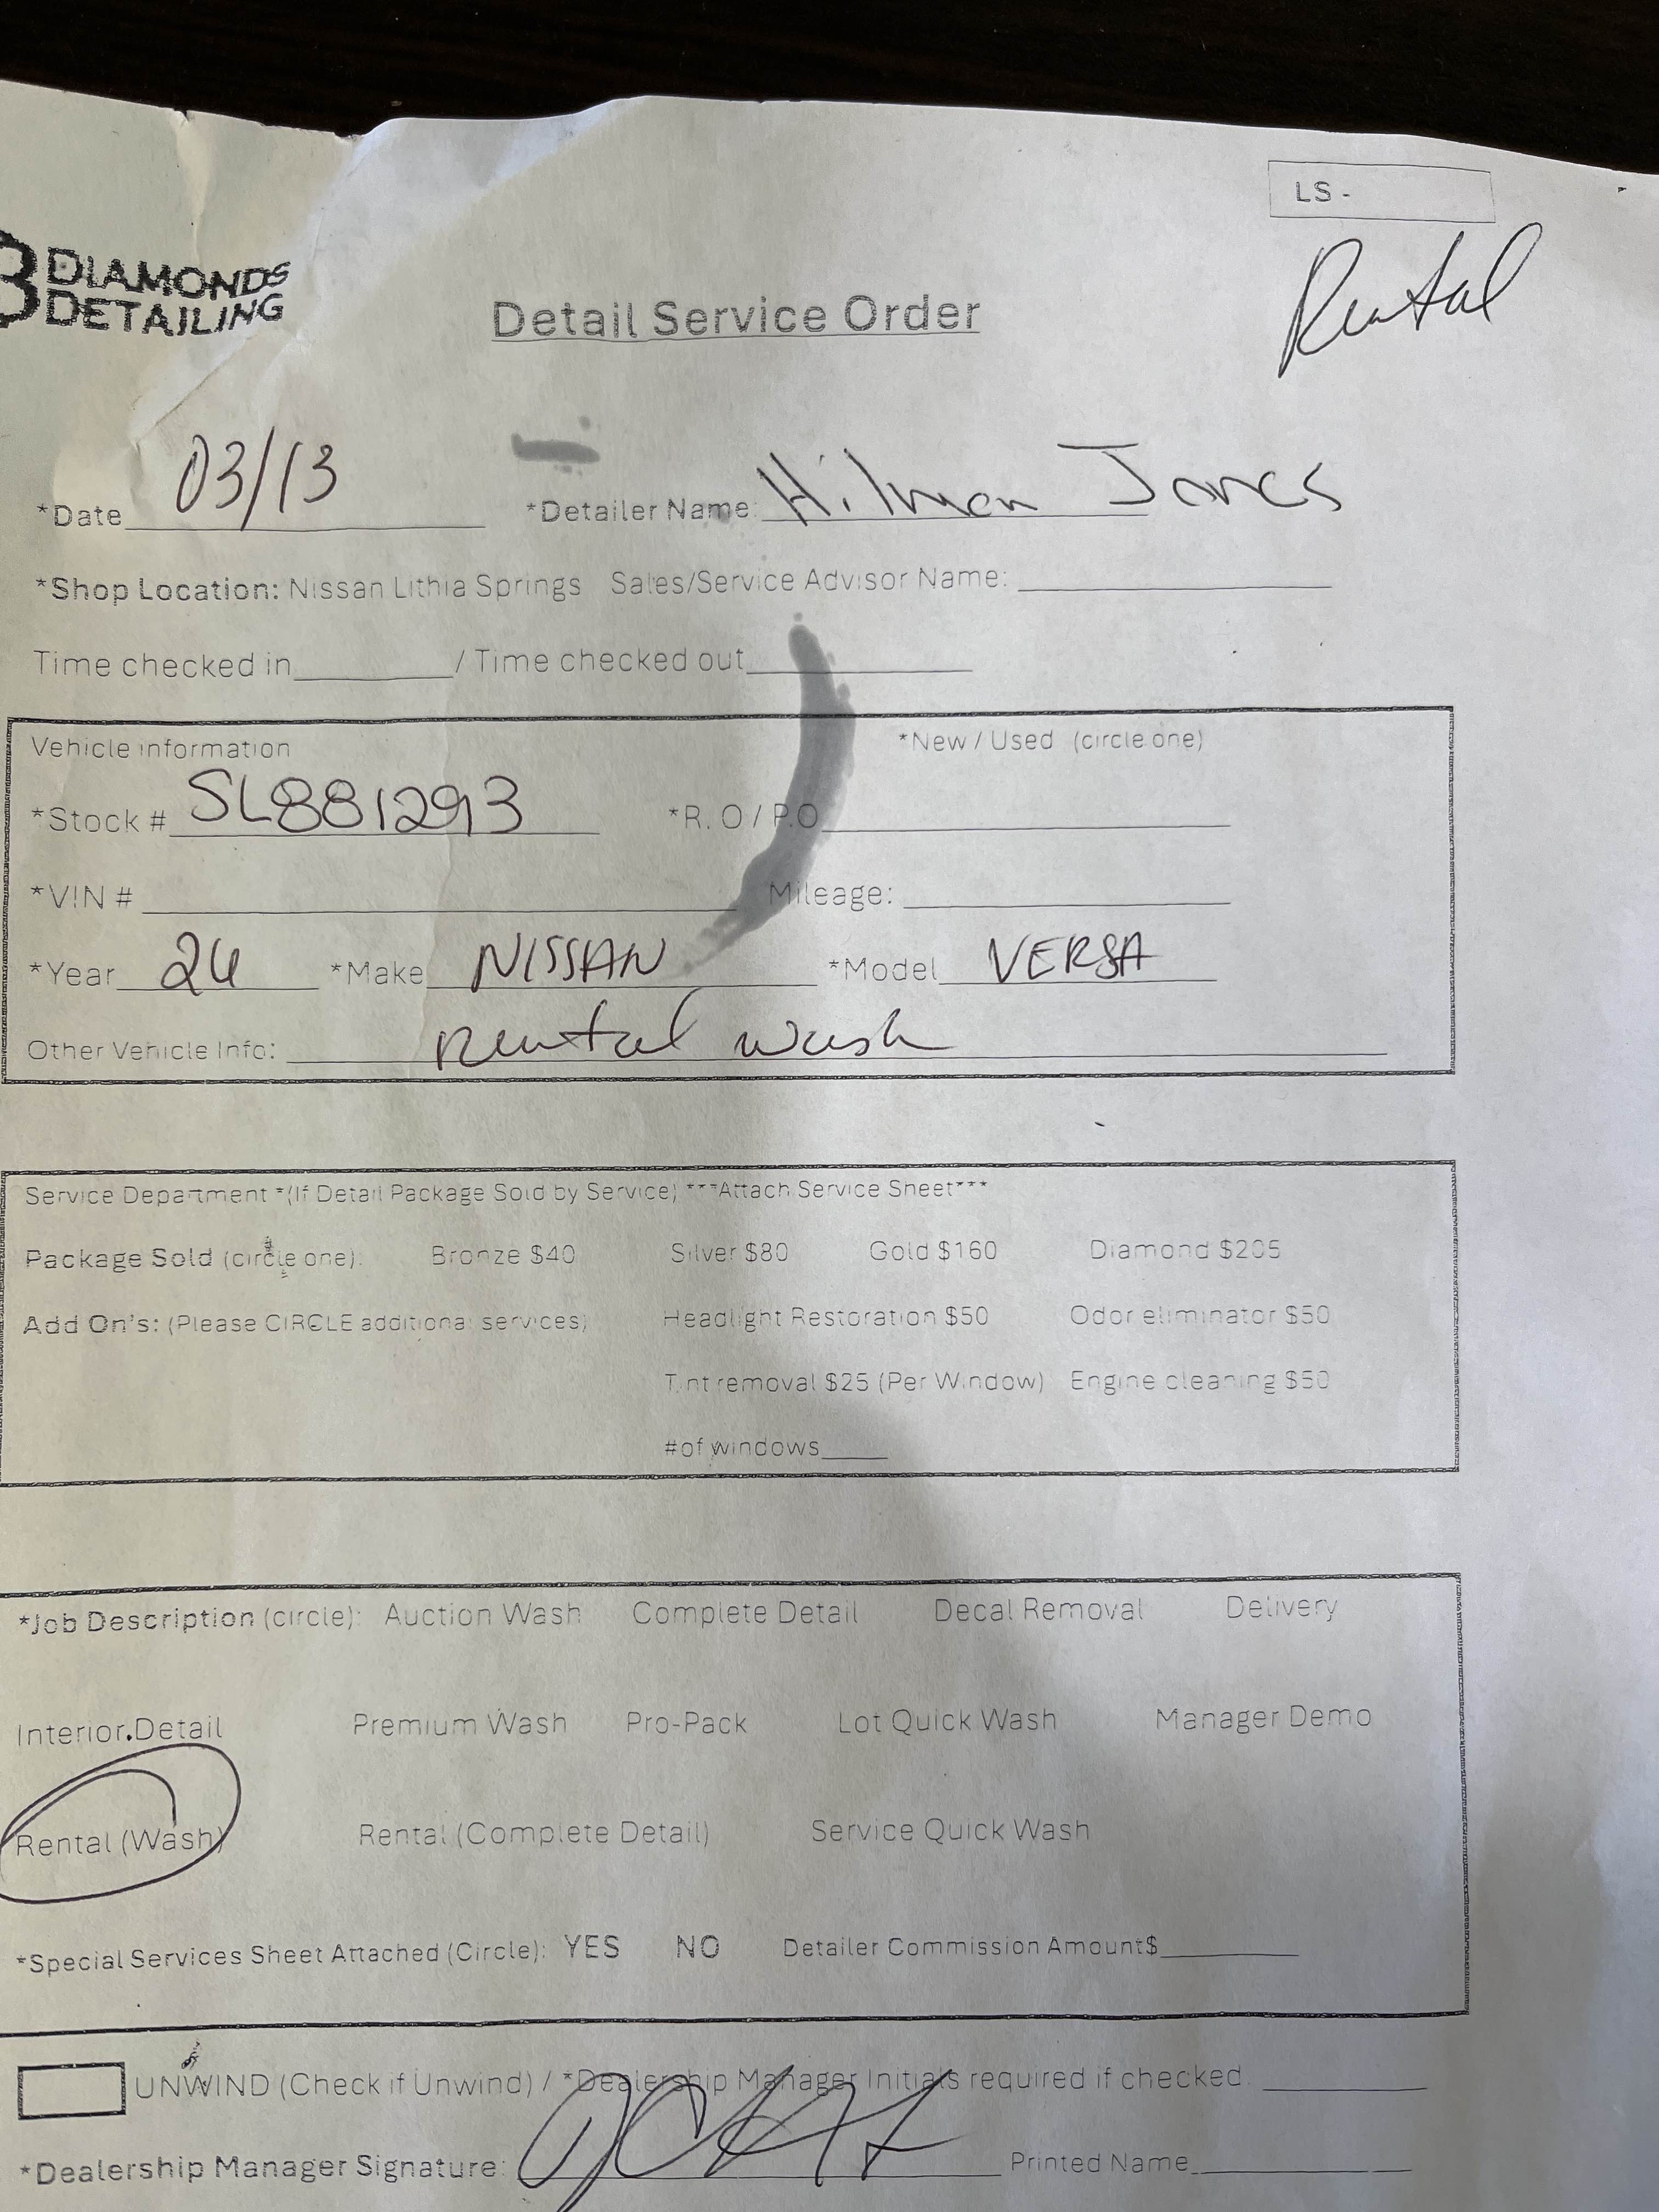 LS -
Rental
3 DIAMONDS
DETAILING
Detail Service Order
*Date 03/13 *Detailer Name: Hilman Jones
*Shop Location: Nissan Lithia Springs Sales/Service Advisor Name:
Time checked in / Time checked out
Vehicle information *New / Used (circle one)
*Stock # SL881293 *R.O / P.O
*VIN # Mileage:
*Year 24 *Make NISSAN *Model VERSA
Other Vehicle Info: Rental wash
Service Department *(If Detail Package Sold by Service) ***Attach Service Sheet***
Package Sold (circle one): Bronze $40 Silver $80 Gold $160 Diamond $205
Add On's: (Please CIRCLE additional services) Headlight Restoration $50 Odor eliminator $50
Tint removal $25 (Per Window) Engine cleaning $50
#of windows
*Job Description (circle): Auction Wash Complete Detail Decal Removal Delivery
Interior Detail Premium Wash Pro-Pack Lot Quick Wash Manager Demo
Rental (Wash) Rental (Complete Detail) Service Quick Wash
*Special Services Sheet Attached (Circle): YES NO Detailer Commission Amount$
UNWIND (Check if Unwind) / *Dealership Manager Initials required if checked.
*Dealership Manager Signature: Printed Name